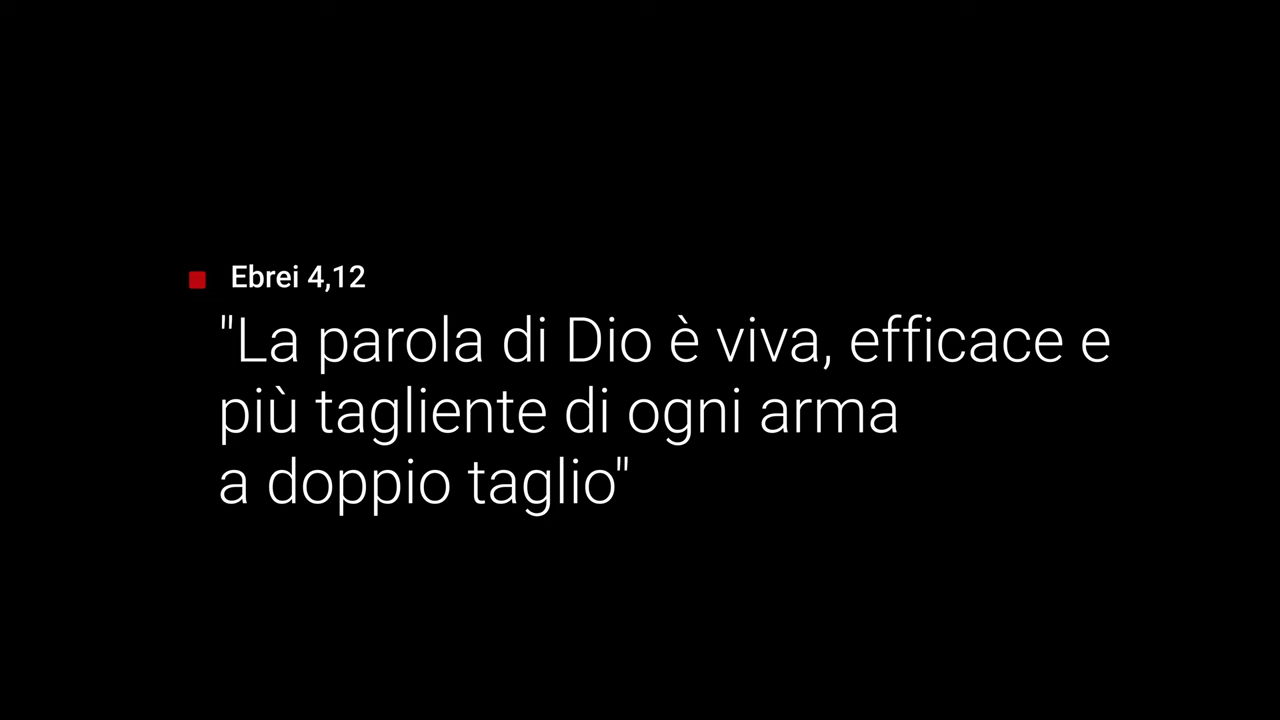 Ebrei 4,12
"La parola di Dio è viva, efficace e
più tagliente di ogni arma
a doppio taglio"